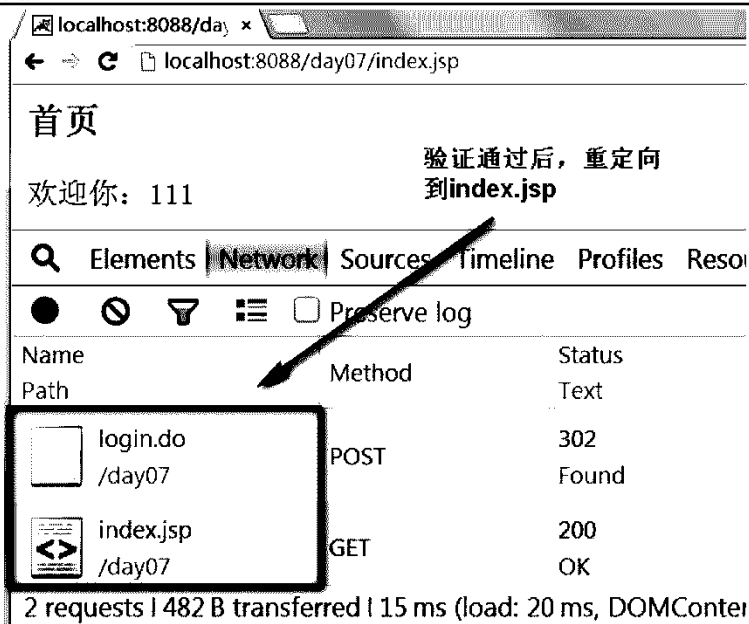 localhost:8088/day
localhost:8088/day07/index.jsp
首页
欢迎你：111
验证通过后，重定向
到index.jsp
Elements Network Sources Timeline Profiles Resou
Preserve log
Name
Path
Method
Status
Text
login.do
/day07
POST
302
Found
index.jsp
/day07
GET
200
OK
2 requests | 482 B transferred | 15 ms (load: 20 ms, DOMConter